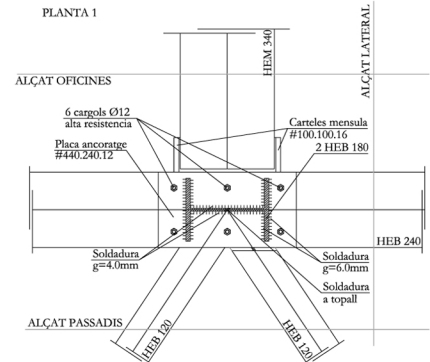 PLANTA 1
HEM 340
ALÇAT LATERAL
ALÇAT OFICINES
6 cargols Ø12
alta resistencia
Carteles mensula
#100.100.16
Placa ancoratge
#440.240.12
2 HEB 180
HEB 240
Soldadura
g=4.0mm
Soldadura
g=6.0mm
Soldadura
a topall
ALÇAT PASSADIS
HEB 120
HEB 120